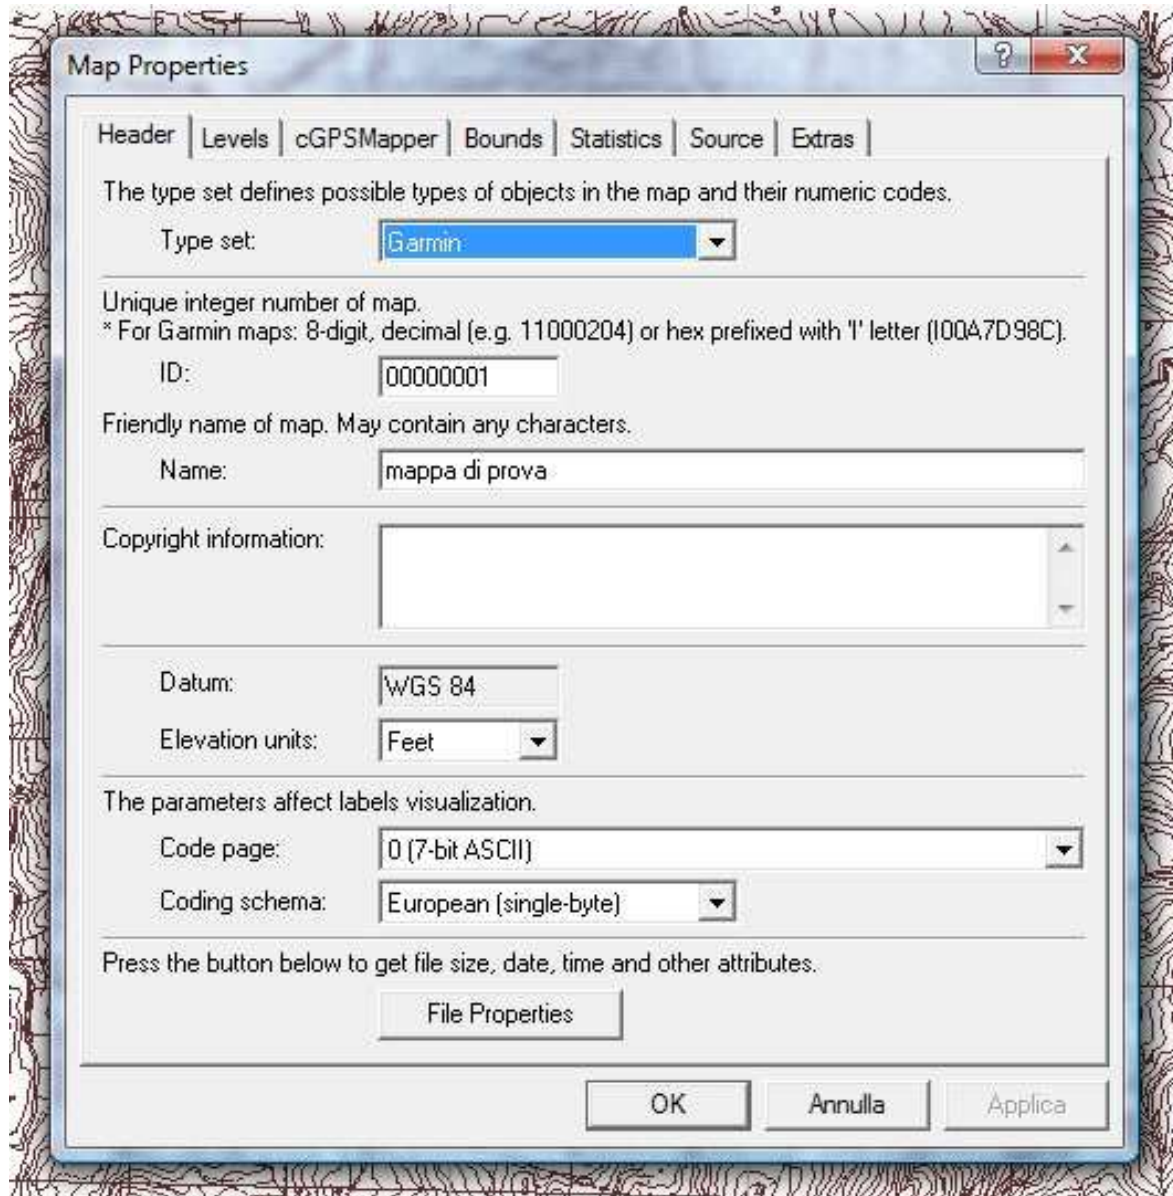 Map Properties
Header Levels cGPSMapper Bounds Statistics Source Extras
The type set defines possible types of objects in the map and their numeric codes.
Type set: Garmin
Unique integer number of map.
* For Garmin maps: 8-digit, decimal (e.g. 11000204) or hex prefixed with 'I' letter (I00A7D98C).
ID: 00000001
Friendly name of map. May contain any characters.
Name: mappa di prova
Copyright information:
Datum: WGS 84
Elevation units: Feet
The parameters affect labels visualization.
Code page: 0 (7-bit ASCII)
Coding schema: European (single-byte)
Press the button below to get file size, date, time and other attributes.
File Properties
OK Annulla Applica